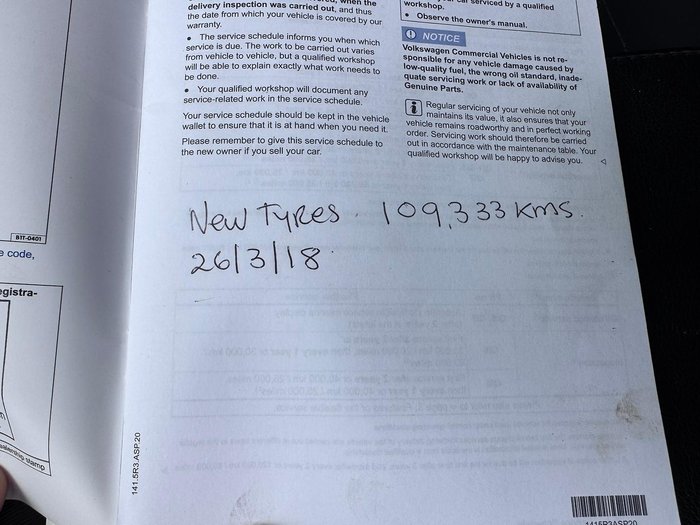 delivery inspection was carried out, and thus
the date from which your vehicle is covered by our
warranty.
• The service schedule informs you when which
service is due. The work to be carried out varies
from vehicle to vehicle, but a qualified workshop
will be able to explain exactly what work needs to
be done.
• Your qualified workshop will document any
service-related work in the service schedule.
Your service schedule should be kept in the vehicle
wallet to ensure that it is at hand when you need it.
Please remember to give this service schedule to
the new owner if you sell your car.
serviced by a qualified
workshop.
• Observe the owner's manual.
NOTICE
Volkswagen Commercial Vehicles is not re-
sponsible for any vehicle damage caused by
low-quality fuel, the wrong oil standard, inade-
quate servicing work or lack of availability of
Genuine Parts.
Regular servicing of your vehicle not only
maintains its value, it also ensures that your
vehicle remains roadworthy and in perfect working
order. Servicing work should therefore be carried
out in accordance with the maintenance table. Your
qualified workshop will be happy to advise you.
New Tyres. 109,333 kms.
26/3/18
B1T-0401
e code,
egistra-
ealership stamp
141.5R3.ASP.20
1415R3ASP20